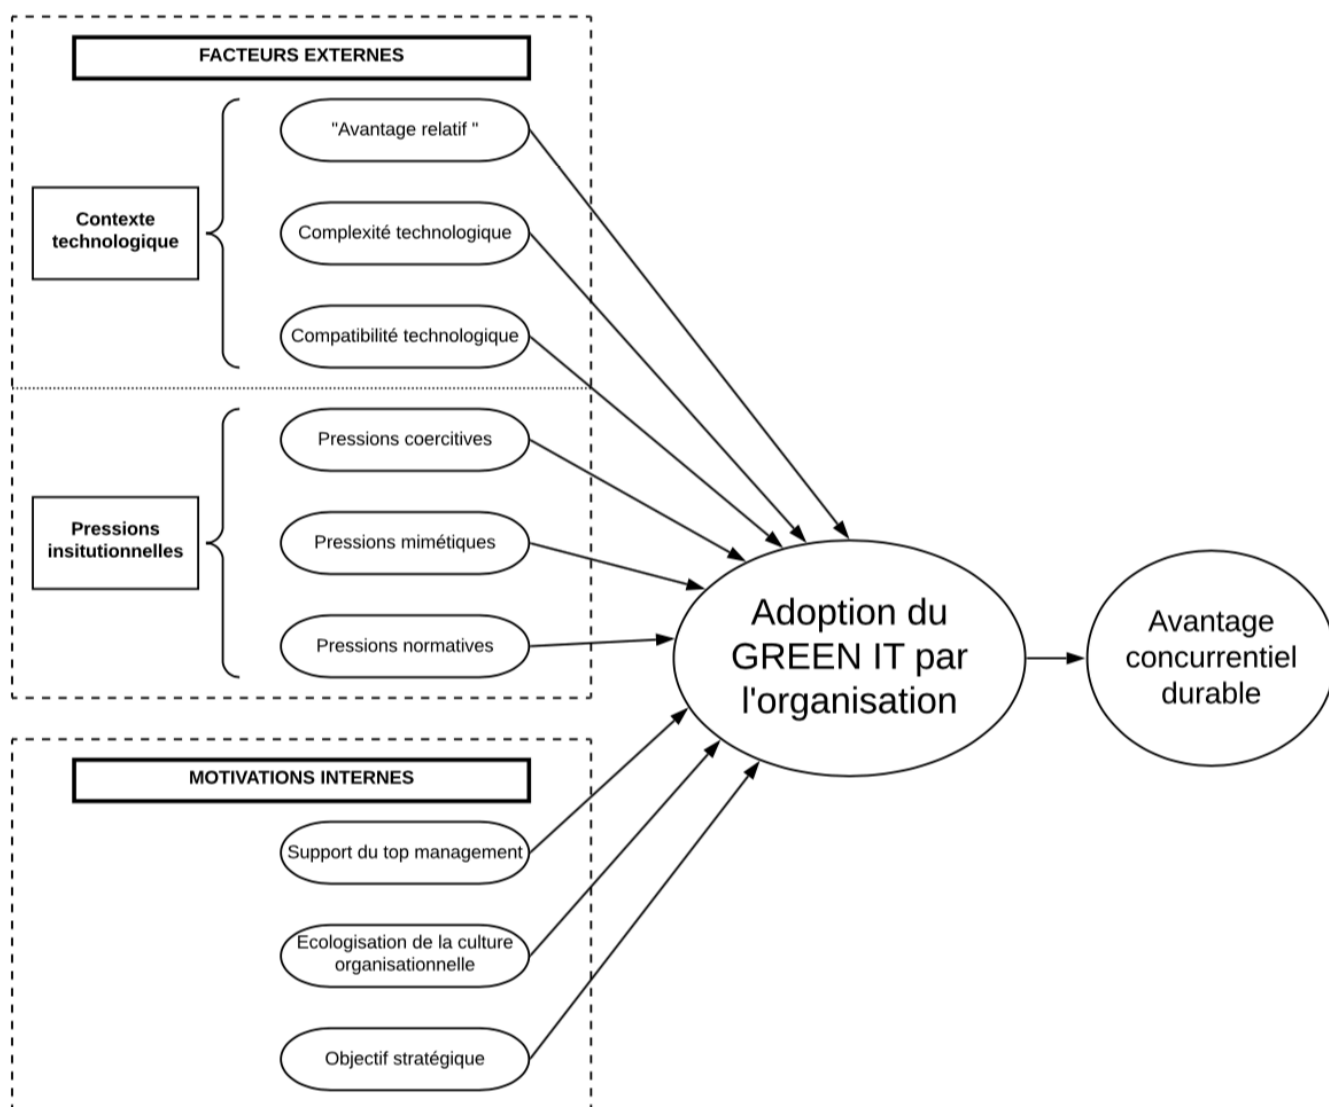 FACTEURS EXTERNES
"Avantage relatif "
Contexte
technologique
Complexité technologique
Compatibilité technologique
Pressions coercitives
Pressions
insitutionnelles
Pressions mimétiques
Pressions normatives
Adoption du
GREEN IT par
l'organisation
Avantage
concurrentiel
durable
MOTIVATIONS INTERNES
Support du top management
Ecologisation de la culture
organisationnelle
Objectif stratégique